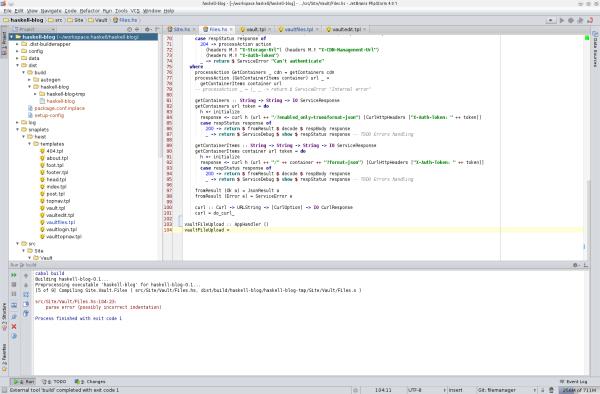 haskell-blog - [~/workspace.haskell/haskell-blog] - .../src/Site/Vault/Files.hs - JetBrains PhpStorm 4.0.1
File Edit View Navigate Code Refactor Run Tools VCS Window Help
haskell-blog src Site Vault Files.hs
Project
Site.hs Files.hs vault.tpl vaultfiles.tpl vaultedit.tpl
haskell-blog (~/workspace.haskell/haskell-blog)
.dist-buildwrapper
config
data
dist
build
autogen
haskell-blog
haskell-blog-tmp
haskell-blog
package.conf.inplace
setup-config
log
snaplets
heist
templates
404.tpl
about.tpl
foot.tpl
footer.tpl
head.tpl
index.tpl
post.tpl
topnav.tpl
vault.tpl
vaultedit.tpl
vaultfiles.tpl
vaultlogin.tpl
vaulttopnav.tpl
src
Site
Vault
case respStatus response of
204 -> processAction action
(headers M.! "X-Storage-Url") (headers M.! "X-CDN-Management-Url")
(headers M.! "X-Auth-Token")
_ -> return $ ServiceError "Can't authenticate"
where
processAction GetContainers _ cdn = getContainers cdn
processAction (GetContainerItems container) url _ =
getContainerItems container url
-- processAction _ = \_ _ -> return $ ServiceError "Internal error"
getContainers :: String -> String -> IO ServiceResponse
getContainers url token = do
h <- initialize
response <- curl h (url ++ "/?enabled_only=true&format=json") [CurlHttpHeaders ["X-Auth-Token: " ++ token]]
case respStatus response of
200 -> return $ fromResult $ decode $ respBody response
_ -> return $ ServiceDebug $ show $ respStatus response -- TODO Errors handling
getContainerItems :: String -> String -> String -> IO ServiceResponse
getContainerItems container url token = do
h <- initialize
response <- curl h (url ++ "/" ++ container ++ "?format=json") [CurlHttpHeaders ["X-Auth-Token: " ++ token]]
case respStatus response of
200 -> return $ fromResult $ decode $ respBody response
_ -> return $ ServiceDebug $ show $ respStatus response -- TODO Errors handling
fromResult (Ok a) = JsonResult a
fromResult (Error e) = ServiceError e
curl :: Curl -> URLString -> [CurlOption] -> IO CurlResponse
curl = do_curl_
vaultFileUpload :: AppHandler ()
vaultFileUpload =
Run build
cabal build
Building haskell-blog-0.1...
Preprocessing executable 'haskell-blog' for haskell-blog-0.1...
[5 of 9] Compiling Site.Vault.Files ( src/Site/Vault/Files.hs, dist/build/haskell-blog/haskell-blog-tmp/Site/Vault/Files.o )
src/Site/Vault/Files.hs:104:23:
parse error (possibly incorrect indentation)
Process finished with exit code 1
4: Run 6: TODO Changes Event Log
External tool 'build' completed with exit code 1 104:11 UTF-8 Insert Git: filemanager 256M of 711M